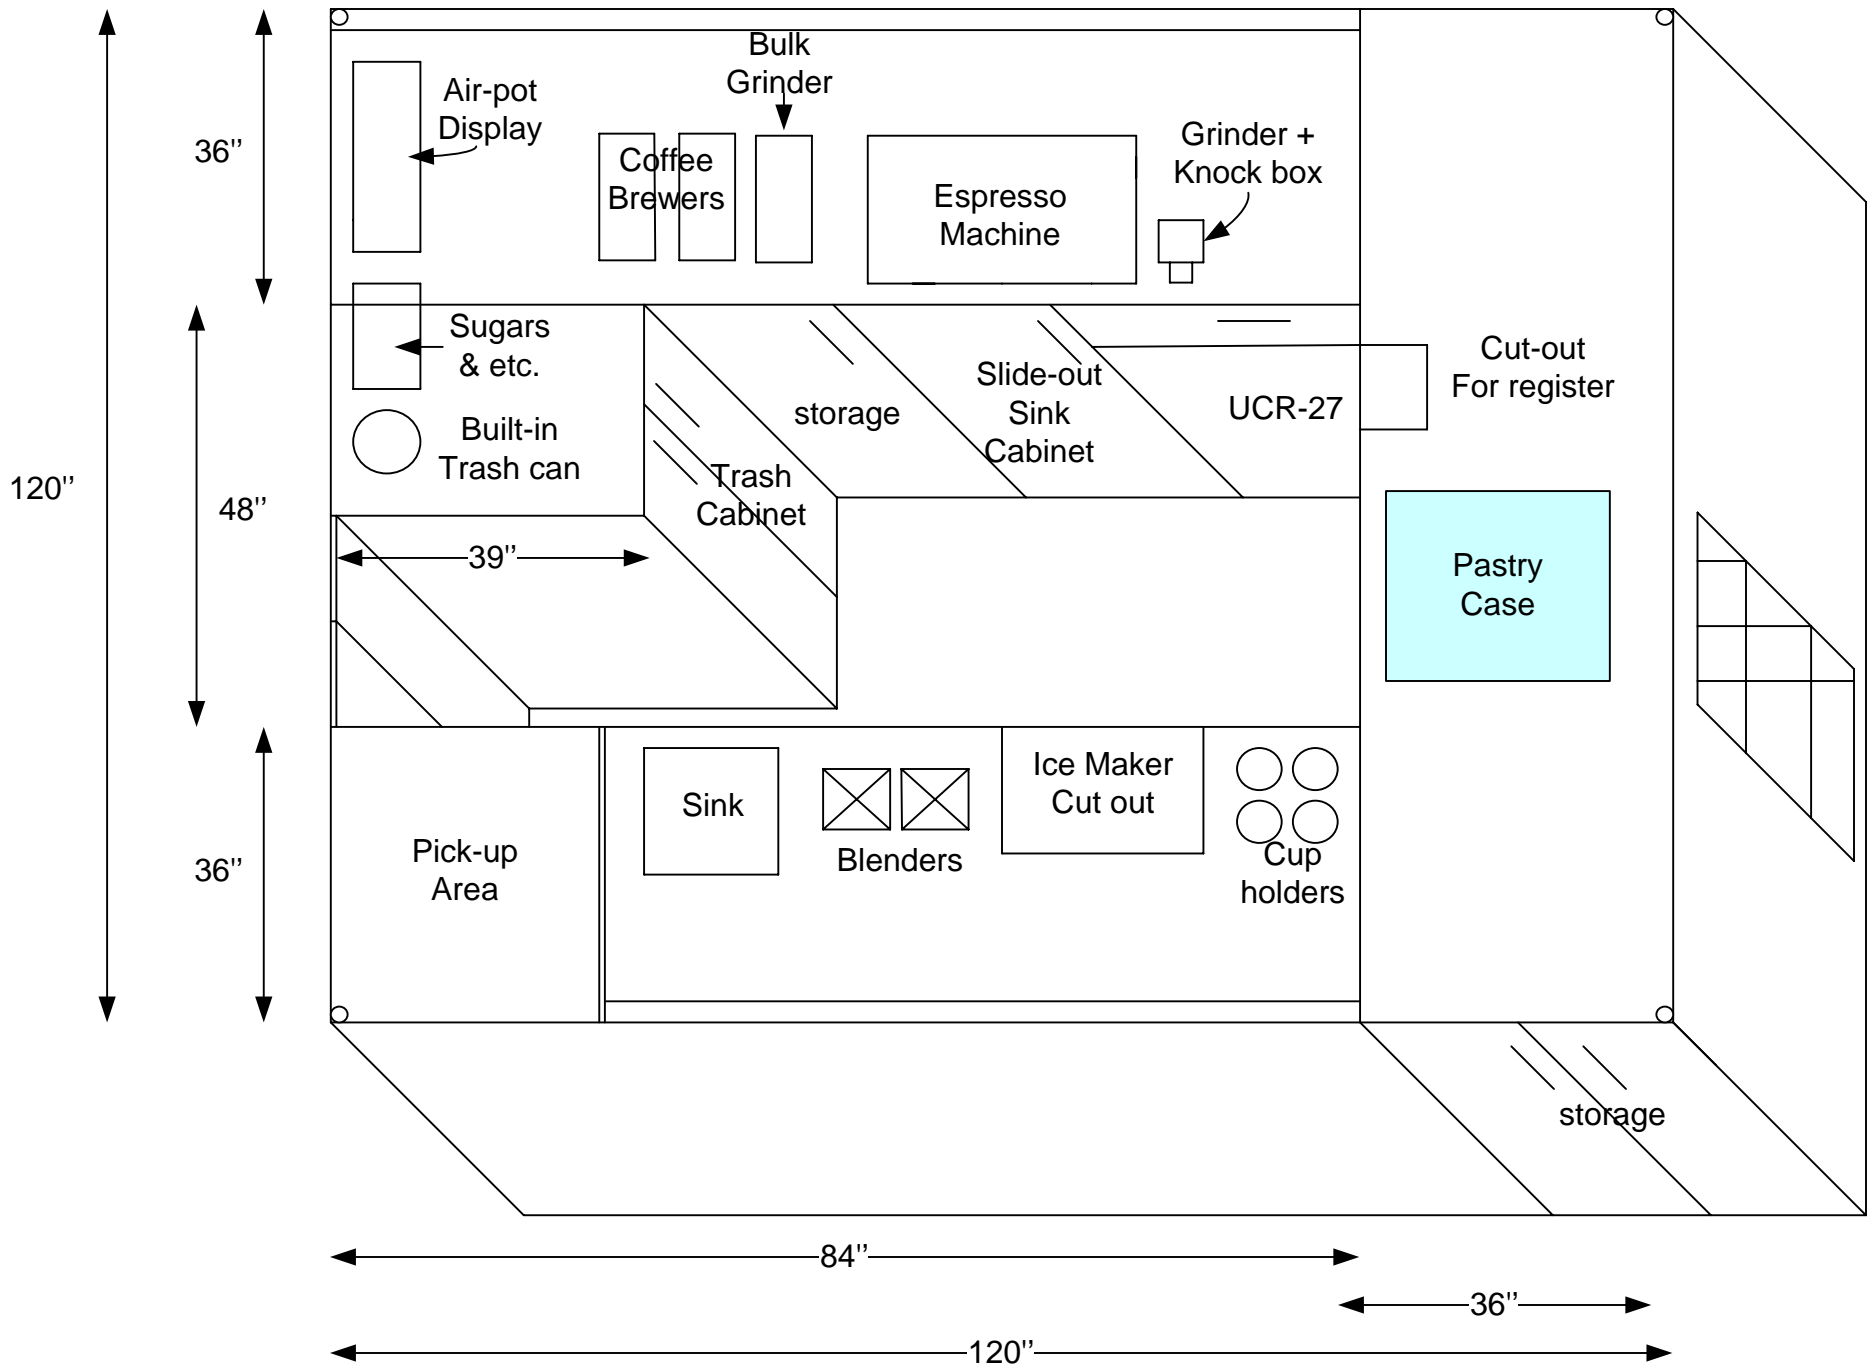 Bulk
Grinder
Air-pot
Display
36’’
Coffee
Brewers
Grinder +
Knock box
Espresso
Machine
Sugars
& etc.
Cut-out
For register
Slide-out
Sink
Cabinet
storage
UCR-27
Built-in
Trash can
Trash
Cabinet
120’’
48’’
39’’
Pastry
Case
Ice Maker
Cut out
Sink
Pick-up
Area
Blenders
Cup
holders
36’’
storage
84’’
36’’
120’’